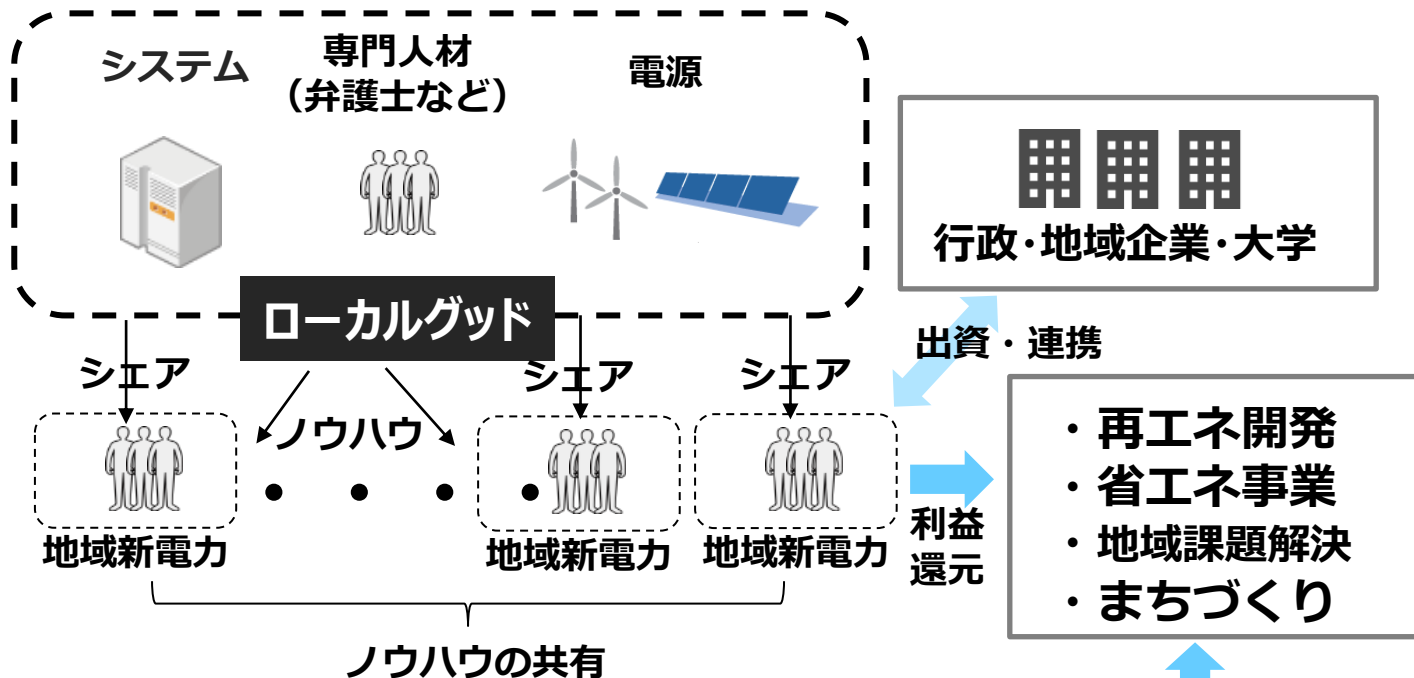 システム
専門人材
（弁護士など）
電源
行政・地域企業・大学
ローカルグッド
出資・連携
シェア
シェア
シェア
ノウハウ
・再エネ開発
・省エネ事業
・地域課題解決
・まちづくり
利益
還元
地域新電力
地域新電力
地域新電力
ノウハウの共有